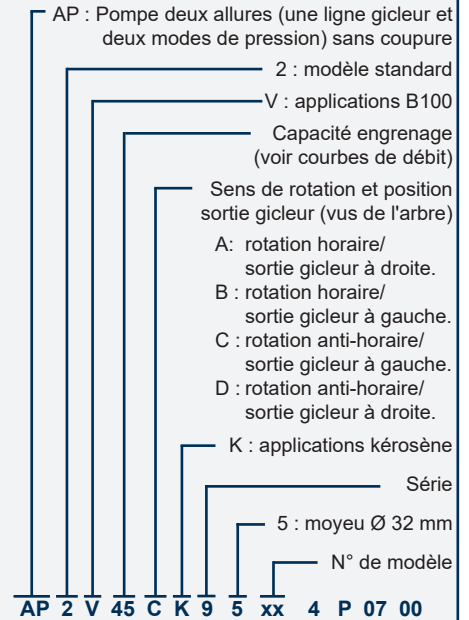 AP : Pompe deux allures (une ligne gicleur et
deux modes de pression) sans coupure
2 : modèle standard
V : applications B100
Capacité engrenage
(voir courbes de débit)
Sens de rotation et position
sortie gicleur (vus de l'arbre)
A: rotation horaire/
sortie gicleur à droite.
B : rotation horaire/
sortie gicleur à gauche.
C : rotation anti-horaire/
sortie gicleur à gauche.
D : rotation anti-horaire/
sortie gicleur à droite.
K : applications kérosène
Série
5 : moyeu Ø 32 mm
N° de modèle
AP 2 V 45 C K 9 5 xx 4 P 07 00